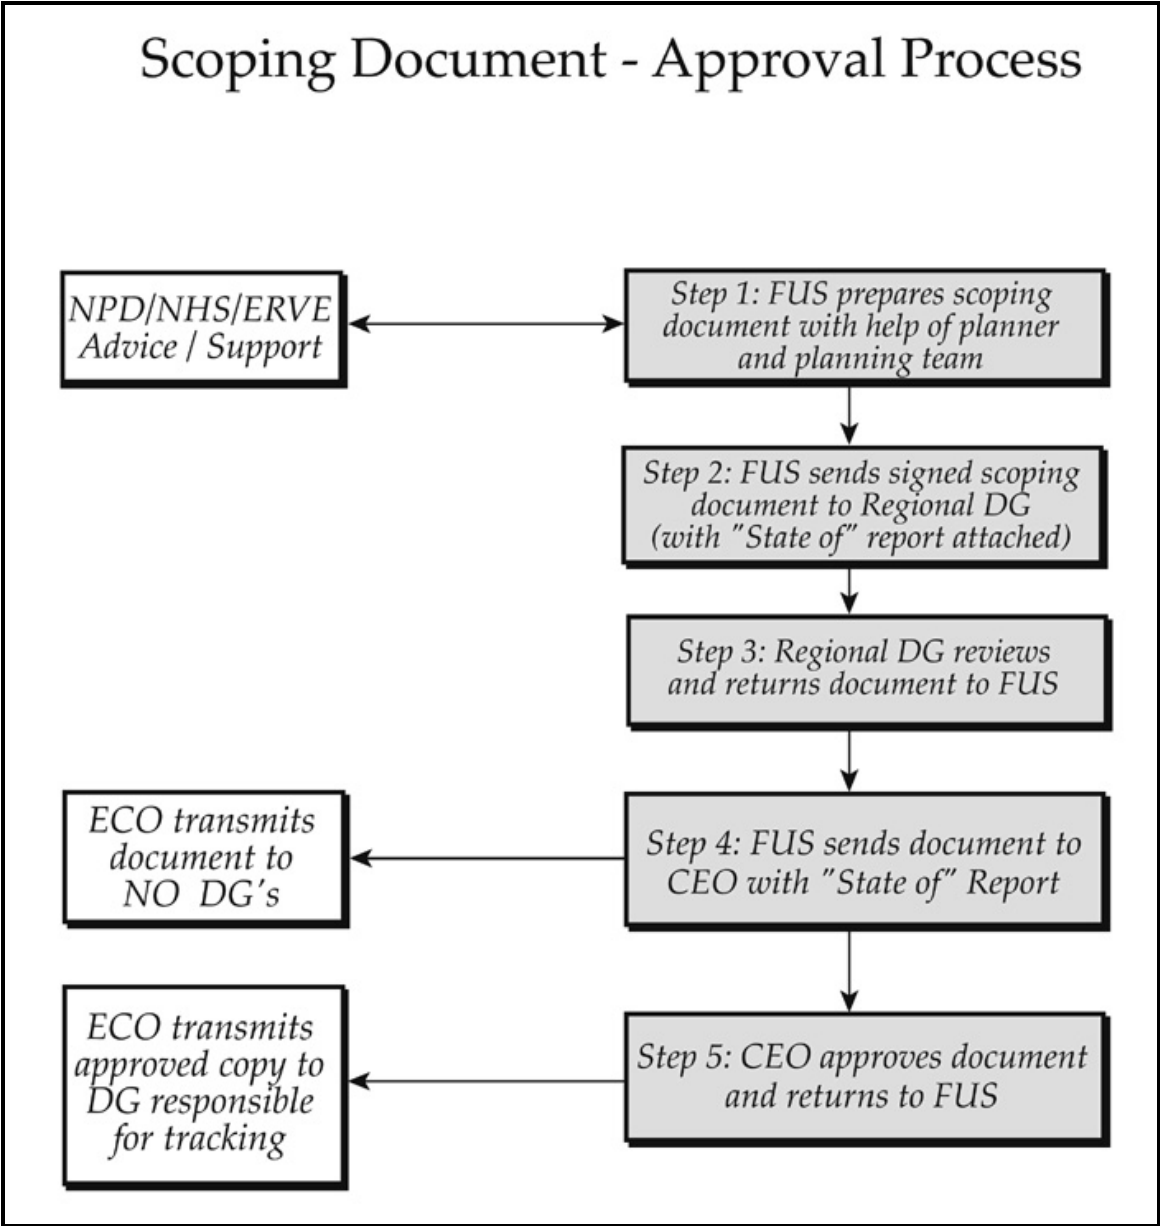 Scoping Document - Approval Process
NPD/NHS/ERVE
Advice / Support
Step 1: FUS prepares scoping
document with help of planner
and planning team
Step 2: FUS sends signed scoping
document to Regional DG
(with "State of" report attached)
Step 3: Regional DG reviews
and returns document to FUS
ECO transmits
document to
NO DG's
Step 4: FUS sends document to
CEO with "State of" Report
ECO transmits
approved copy to
DG responsible
for tracking
Step 5: CEO approves document
and returns to FUS